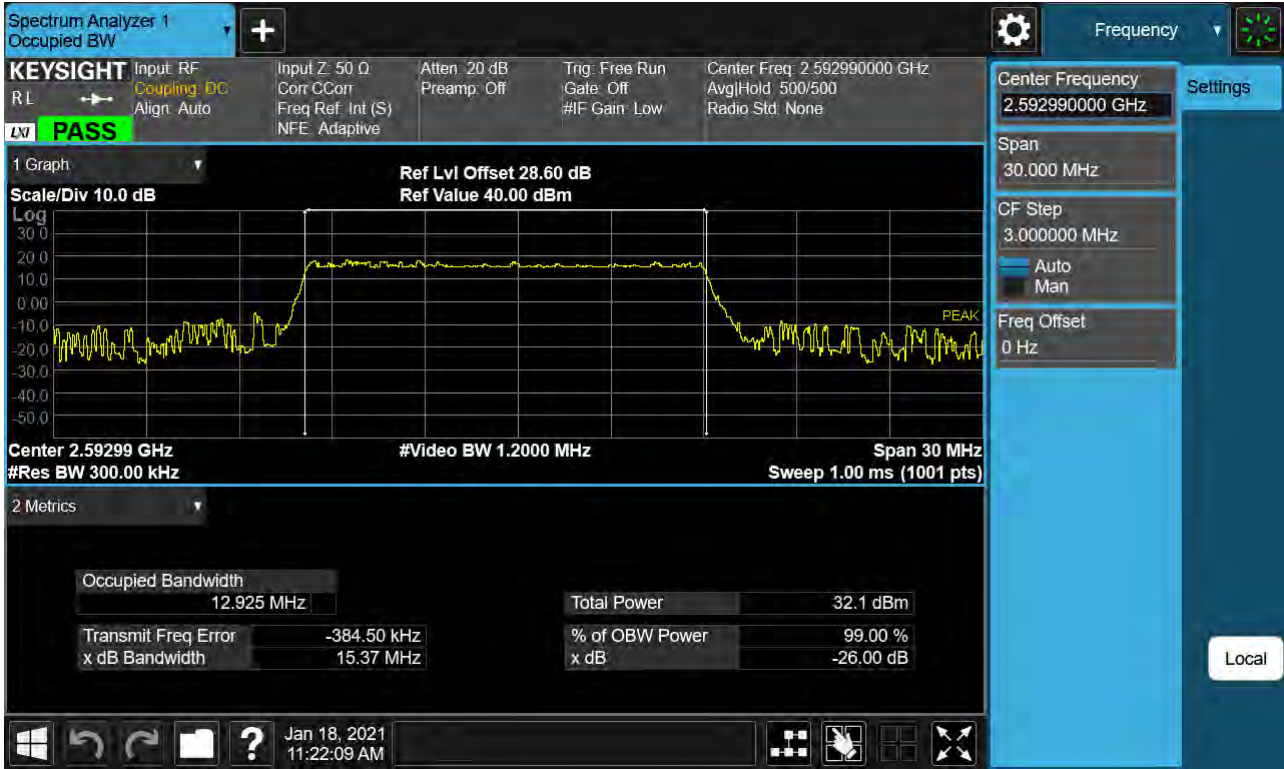 Spectrum Analyzer 1
Occupied BW
+
Frequency
KEYSIGHT
R L
LXI PASS
Input: RF
Coupling: DC
Align: Auto
Input Z: 50 Ω
Corr CCorr
Freq Ref: Int (S)
NFE: Adaptive
Atten: 20 dB
Preamp: Off
Trig: Free Run
Gate: Off
#IF Gain: Low
Center Freq: 2.592990000 GHz
Avg|Hold: 500/500
Radio Std: None
Center Frequency
2.592990000 GHz
Settings
Span
30.000 MHz
CF Step
3.000000 MHz
Auto
Man
Freq Offset
0 Hz
Local
1 Graph
Scale/Div 10.0 dB
Ref Lvl Offset 28.60 dB
Ref Value 40.00 dBm
Log
30.0
20.0
10.0
0.00
-10.0
-20.0
-30.0
-40.0
-50.0
PEAK
Center 2.59299 GHz
#Video BW 1.2000 MHz
Span 30 MHz
#Res BW 300.00 kHz
Sweep 1.00 ms (1001 pts)
2 Metrics
Occupied Bandwidth
12.925 MHz
Total Power 32.1 dBm
Transmit Freq Error -384.50 kHz
% of OBW Power 99.00 %
x dB Bandwidth 15.37 MHz
x dB -26.00 dB
?
Jan 18, 2021
11:22:09 AM